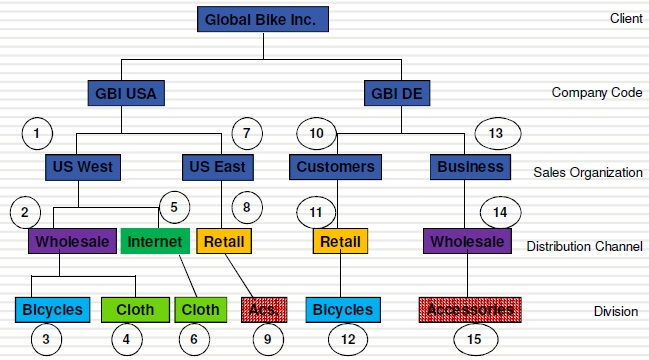 Global Bike Inc.
Client
GBI USA
GBI DE
Company Code
1
7
10
13
US West
US East
Customers
Business
Sales Organization
2
5
8
11
14
Wholesale
Internet
Retail
Retail
Wholesale
Distribution Channel
BIcycles
Cloth
Cloth
Acs.
BIcycles
Accessories
Division
3
4
6
9
12
15